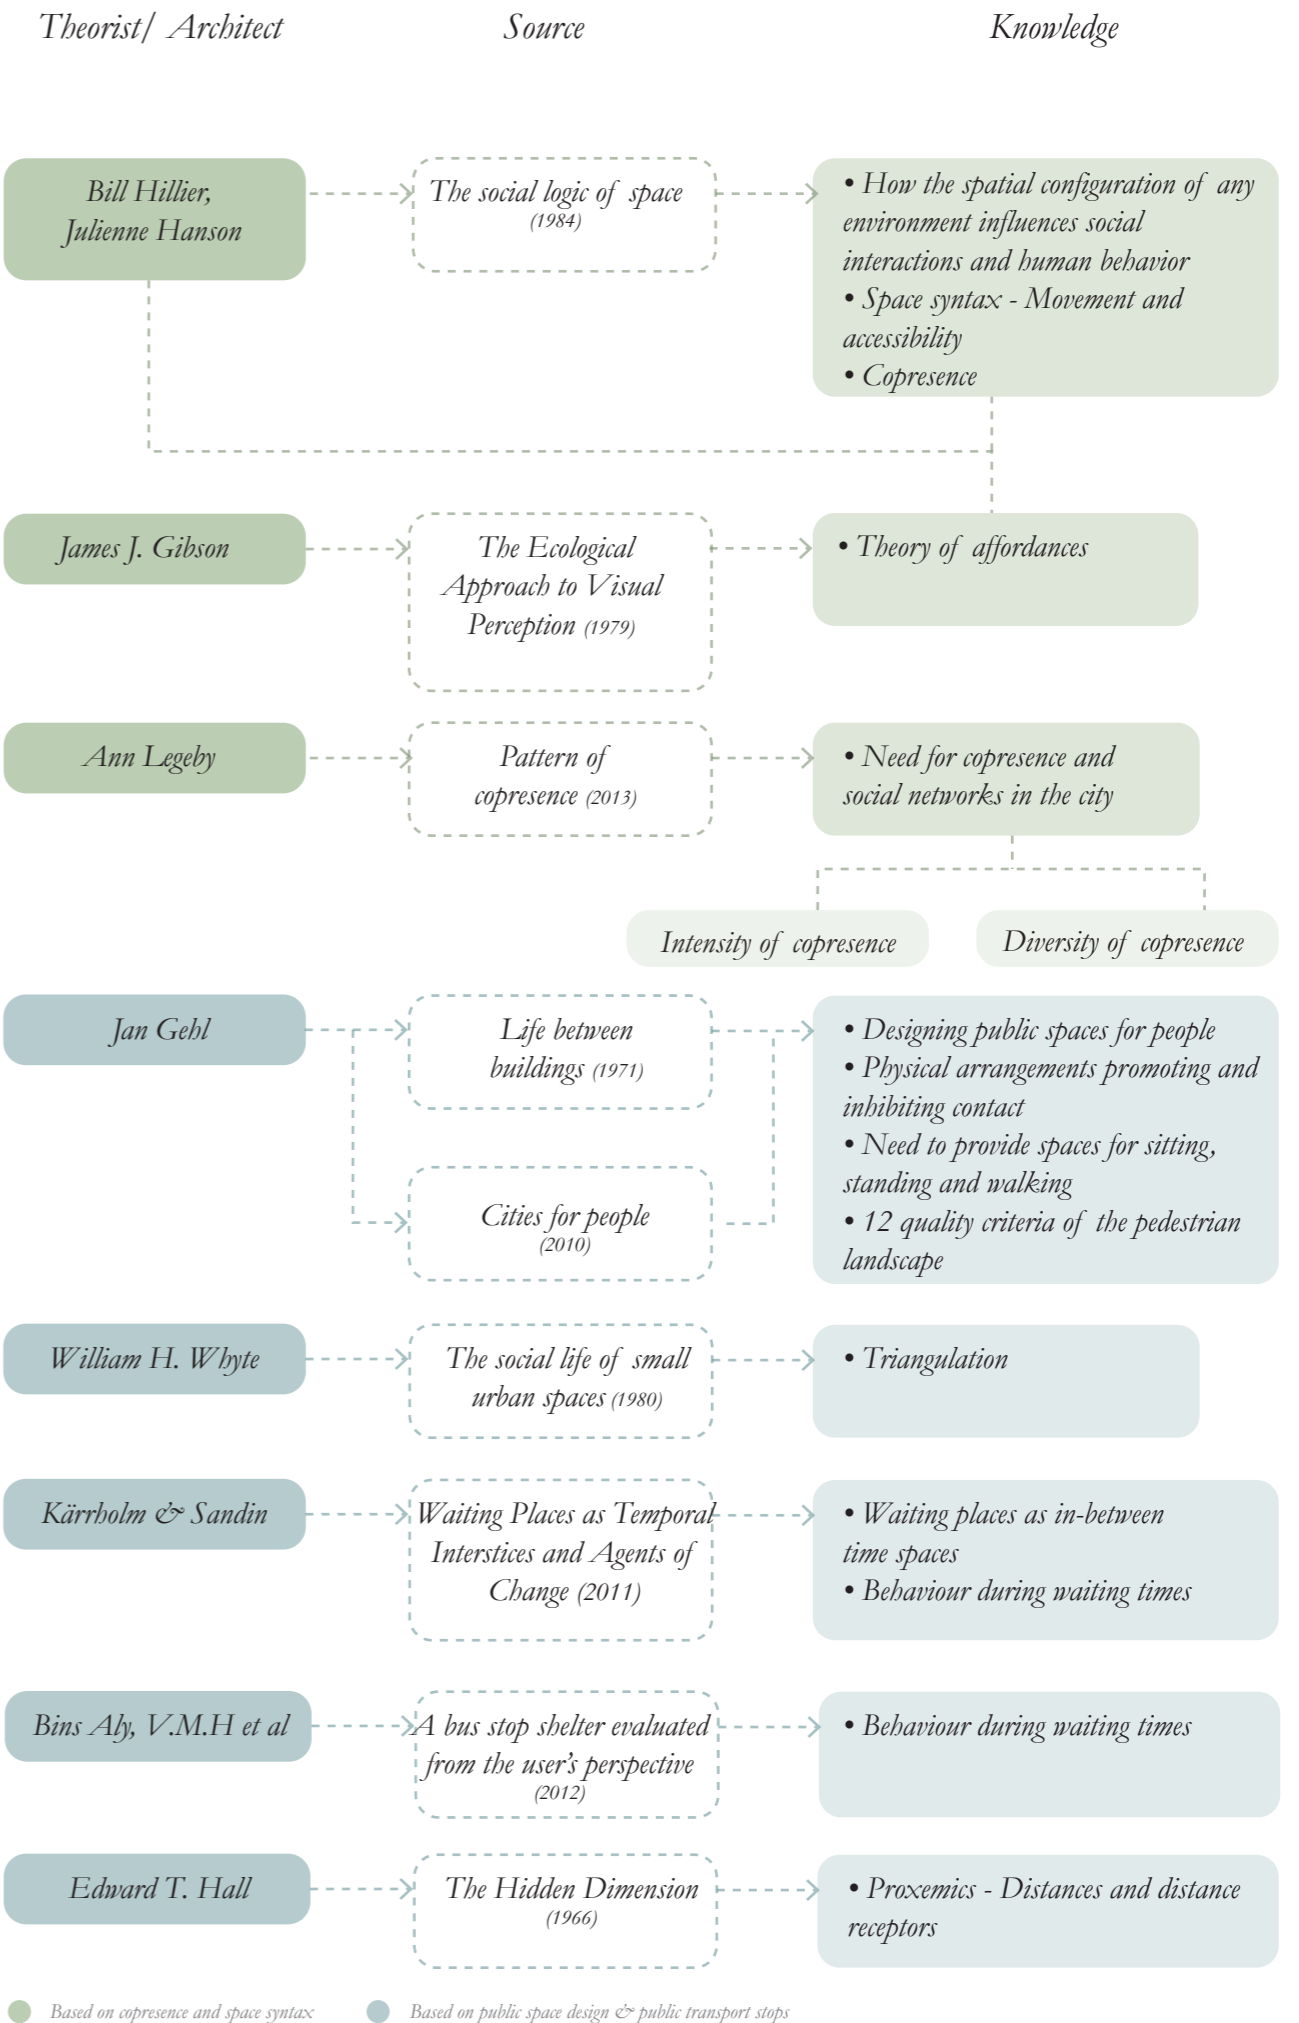 Theorist/ Architect
Source
Knowledge
Bill Hillier,
Julienne Hanson
The social logic of space
(1984)
• How the spatial configuration of any
environment influences social
interactions and human behavior
• Space syntax - Movement and
accessibility
• Copresence
James J. Gibson
The Ecological
Approach to Visual
Perception (1979)
• Theory of affordances
Ann Legeby
Pattern of
copresence (2013)
• Need for copresence and
social networks in the city
Intensity of copresence
Diversity of copresence
Jan Gehl
Life between
buildings (1971)
Cities for people
(2010)
• Designing public spaces for people
• Physical arrangements promoting and
inhibiting contact
• Need to provide spaces for sitting,
standing and walking
• 12 quality criteria of the pedestrian
landscape
William H. Whyte
The social life of small
urban spaces (1980)
• Triangulation
Kärrholm & Sandin
Waiting Places as Temporal
Interstices and Agents of
Change (2011)
• Waiting places as in-between
time spaces
• Behaviour during waiting times
Bins Aly, V.M.H et al
A bus stop shelter evaluated
from the user's perspective
(2012)
• Behaviour during waiting times
Edward T. Hall
The Hidden Dimension
(1966)
• Proxemics - Distances and distance
receptors
Based on copresence and space syntax
Based on public space design & public transport stops